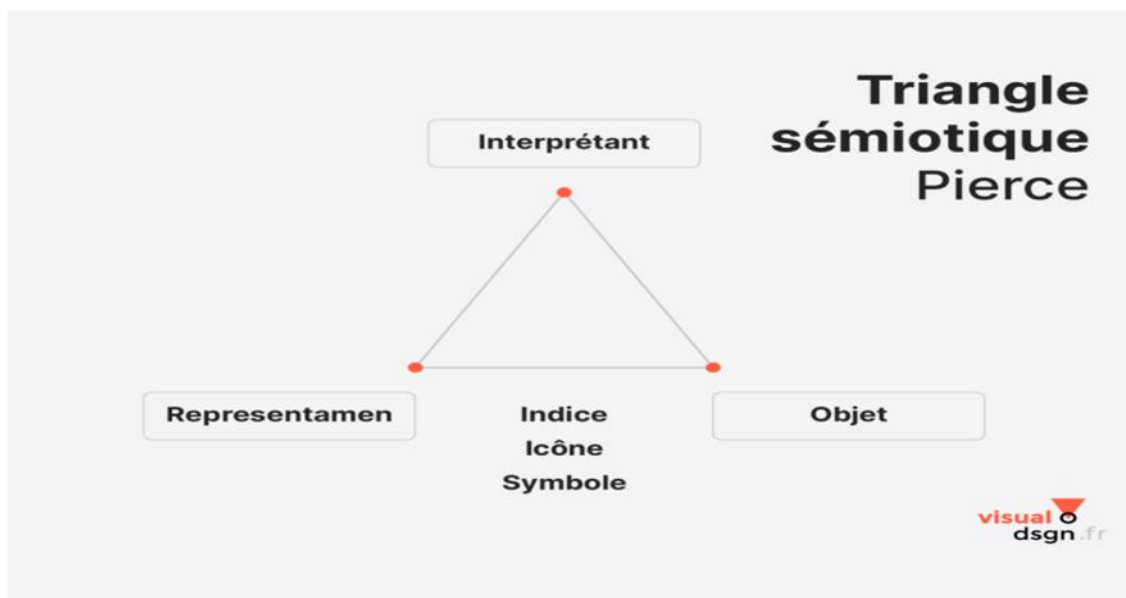 Triangle
sémiotique
Pierce
Interprétant
Representamen
Indice
Icône
Symbole
Objet
visual
dsgn.fr